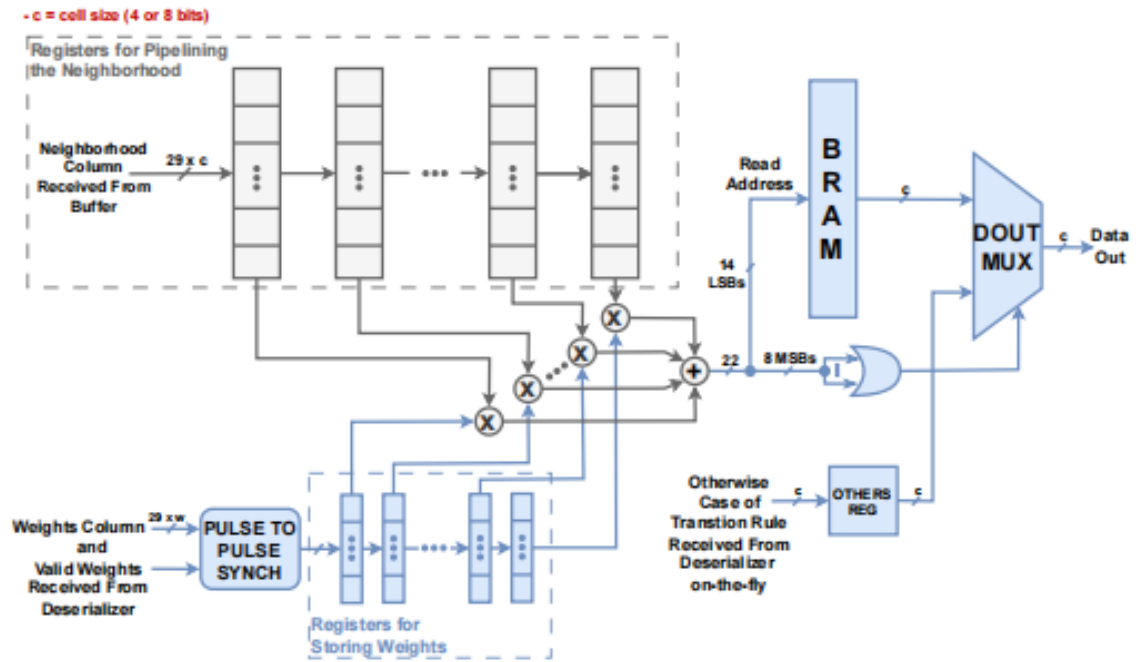 - c = cell size (4 or 8 bits)
Registers for Pipelining
the Neighborhood
Neighborhood
Column
Received From
Buffer
29 x c
Read
Address
B
R
A
M
c
DOUT
MUX
c
Data
Out
14
LSBs
X
X
X
X
+
22
8 MSBs
Otherwise
Case of
Transtion Rule
Received From
Deserializer
on-the-fly
c
OTHERS
REG
c
Weights Column
and
Valid Weights
Received From
Deserializer
29 x w
PULSE TO
PULSE
SYNCH
Registers for
Storing Weights